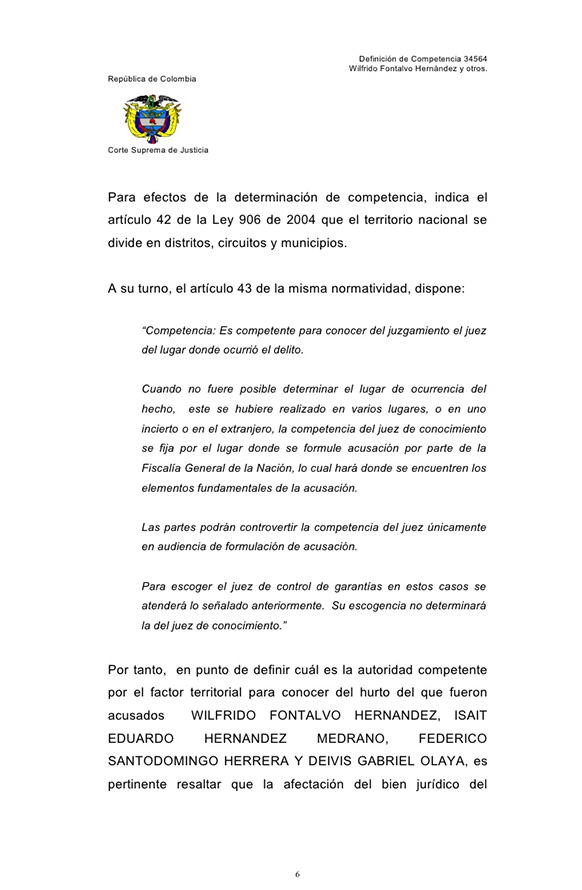 Definición de Competencia 34564
Wilfrido Fontalvo Hernández y otros.
República de Colombia
Corte Suprema de Justicia
Para efectos de la determinación de competencia, indica el
artículo 42 de la Ley 906 de 2004 que el territorio nacional se
divide en distritos, circuitos y municipios.
A su turno, el artículo 43 de la misma normatividad, dispone:
“Competencia: Es competente para conocer del juzgamiento el juez
del lugar donde ocurrió el delito.
Cuando no fuere posible determinar el lugar de ocurrencia del
hecho,  este se hubiere realizado en varios lugares, o en uno
incierto o en el extranjero, la competencia del juez de conocimiento
se fija por el lugar donde se formule acusación por parte de la
Fiscalía General de la Nación, lo cual hará donde se encuentren los
elementos fundamentales de la acusación.
Las partes podrán controvertir la competencia del juez únicamente
en audiencia de formulación de acusación.
Para escoger el juez de control de garantías en estos casos se
atenderá lo señalado anteriormente.  Su escogencia no determinará
la del juez de conocimiento.”
Por tanto,  en punto de definir cuál es la autoridad competente
por el factor territorial para conocer del hurto del que fueron
acusados  WILFRIDO FONTALVO HERNANDEZ, ISAIT
EDUARDO HERNANDEZ MEDRANO, FEDERICO
SANTODOMINGO HERRERA Y DEIVIS GABRIEL OLAYA, es
pertinente resaltar que la afectación del bien jurídico del
6